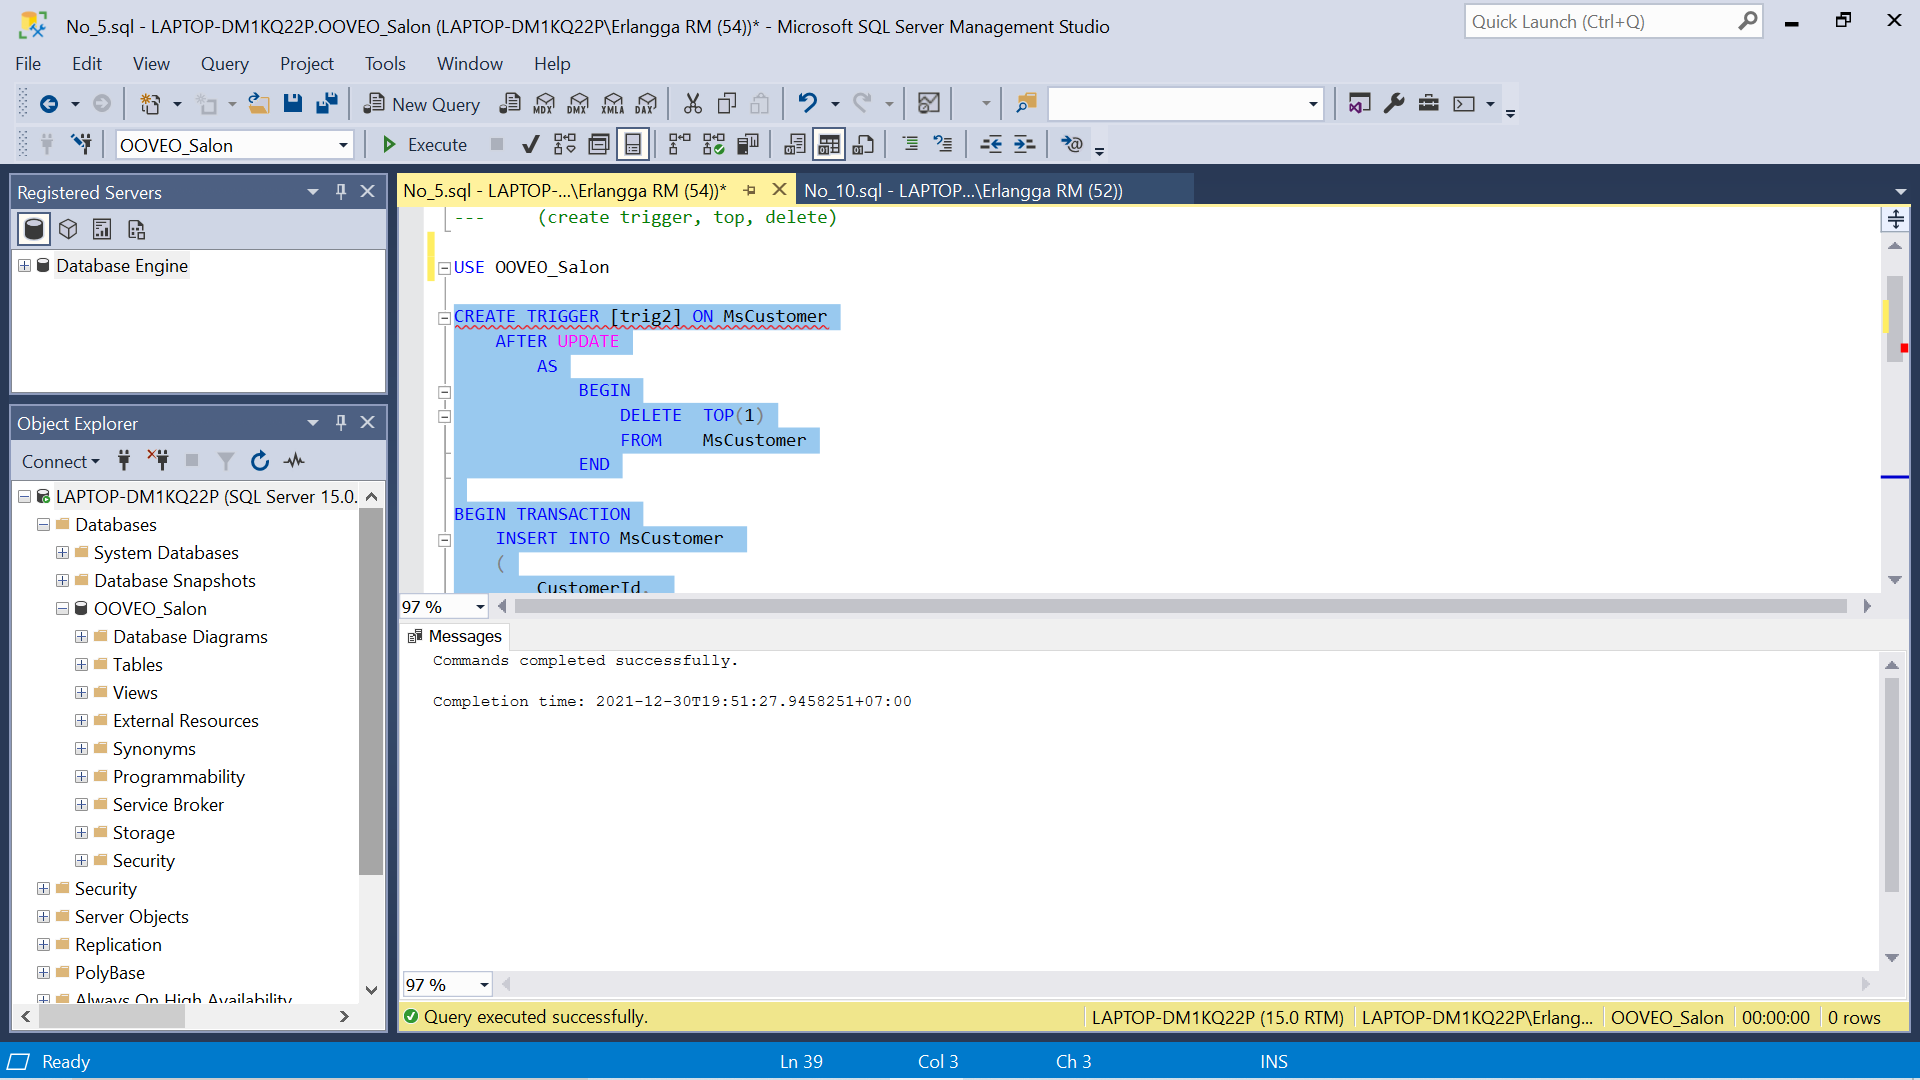 No_5.sql - LAPTOP-DM1KQ22P.OOVEO_Salon (LAPTOP-DM1KQ22P\Erlangga RM (54))* - Microsoft SQL Server Management Studio
Quick Launch (Ctrl+Q)
File Edit View Query Project Tools Window Help
New Query MDX DMX XMLA DAX
OOVEO_Salon Execute
Registered Servers
Database Engine
Object Explorer
Connect
LAPTOP-DM1KQ22P (SQL Server 15.0.
Databases
System Databases
Database Snapshots
OOVEO_Salon
Database Diagrams
Tables
Views
External Resources
Synonyms
Programmability
Service Broker
Storage
Security
Security
Server Objects
Replication
PolyBase
Always On High Availability
No_5.sql - LAPTOP-...\Erlangga RM (54))* No_10.sql - LAPTOP...\Erlangga RM (52))
--- (create trigger, top, delete)
USE OOVEO_Salon
CREATE TRIGGER [trig2] ON MsCustomer
AFTER UPDATE
AS
BEGIN
DELETE TOP(1)
FROM MsCustomer
END
BEGIN TRANSACTION
INSERT INTO MsCustomer
(
CustomerId,
97 %
Messages
Commands completed successfully.
Completion time: 2021-12-30T19:51:27.9458251+07:00
97 %
Query executed successfully. LAPTOP-DM1KQ22P (15.0 RTM) LAPTOP-DM1KQ22P\Erlang... OOVEO_Salon 00:00:00 0 rows
Ready Ln 39 Col 3 Ch 3 INS